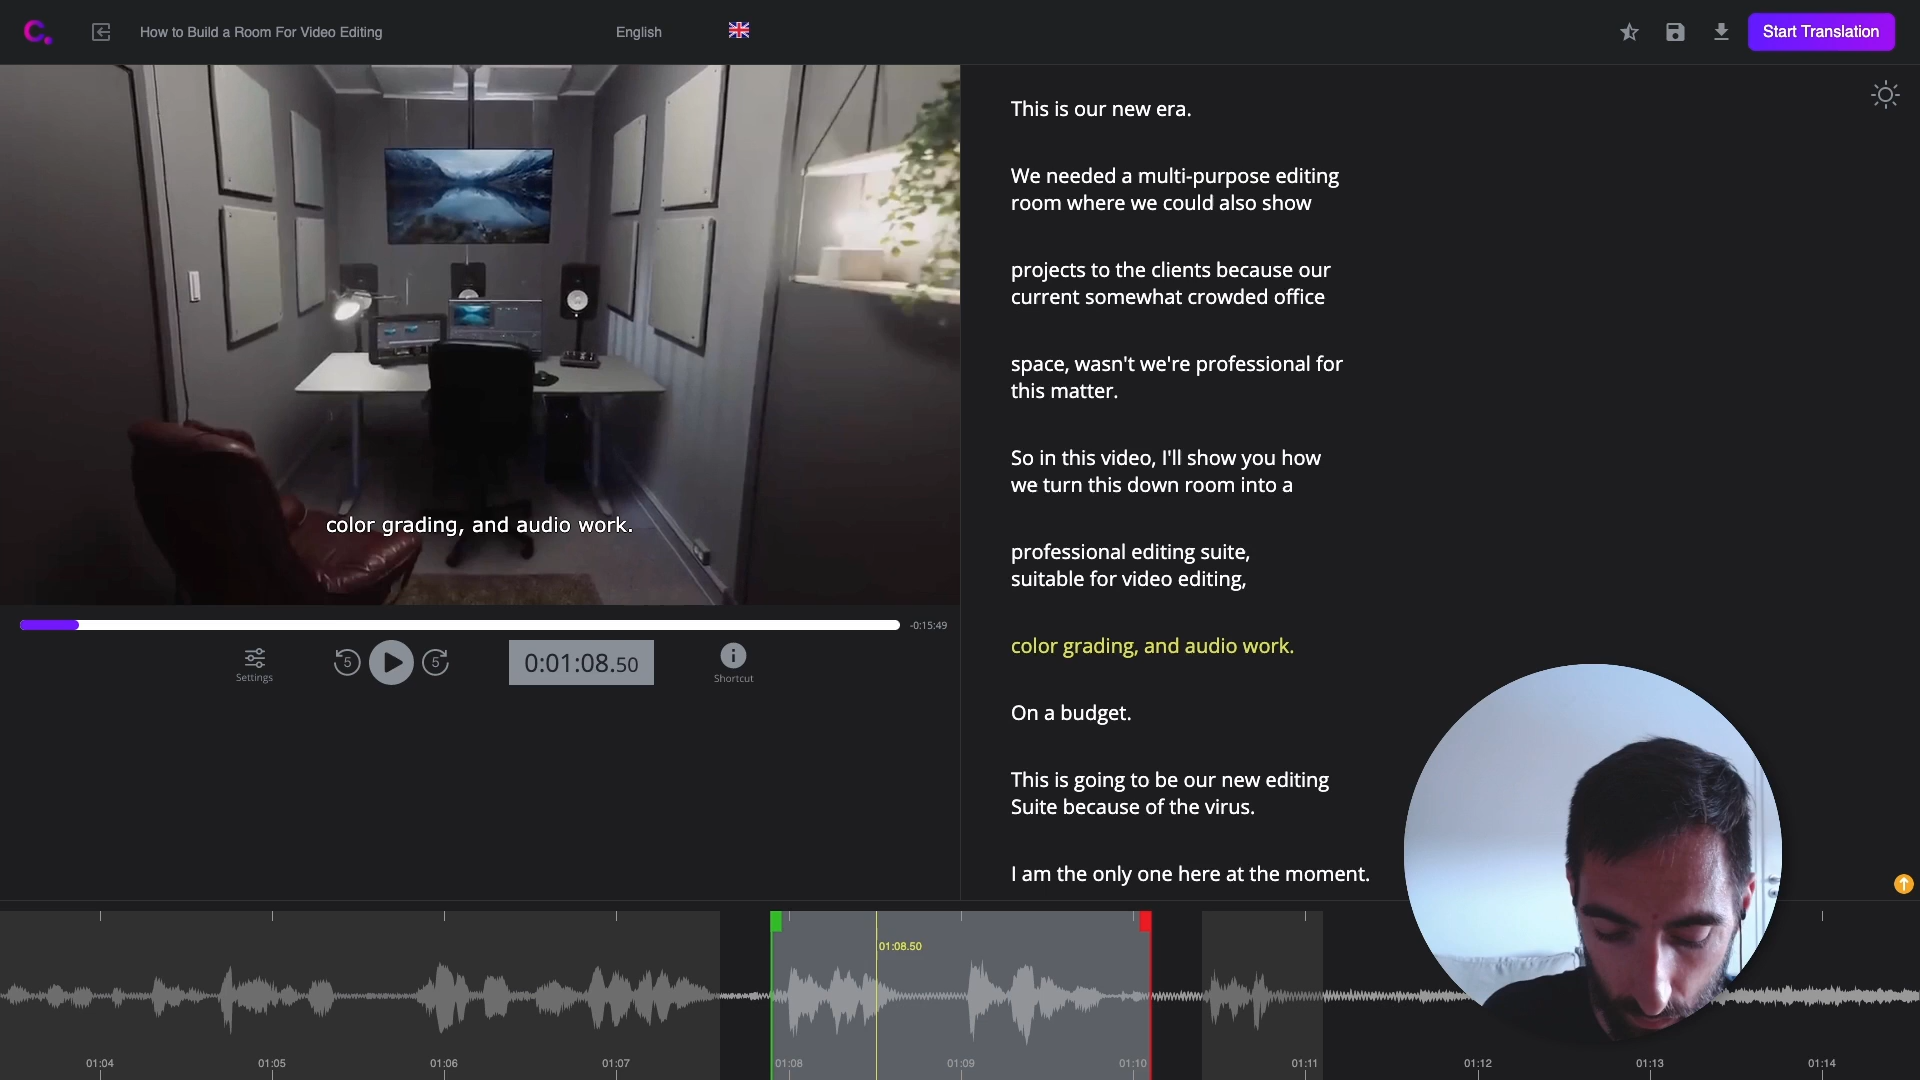 C.
How to Build a Room For Video Editing
English
Start Translation
color grading, and audio work.
-0:15:49
Settings
5
5
0:01:08.50
Shortcut
This is our new era.
We needed a multi-purpose editing
room where we could also show
projects to the clients because our
current somewhat crowded office
space, wasn't we're professional for
this matter.
So in this video, I'll show you how
we turn this down room into a
professional editing suite,
suitable for video editing,
color grading, and audio work.
On a budget.
This is going to be our new editing
Suite because of the virus.
I am the only one here at the moment.
01:08.50
01:04
01:05
01:06
01:07
01:08
01:09
01:10
01:11
01:12
01:13
01:14